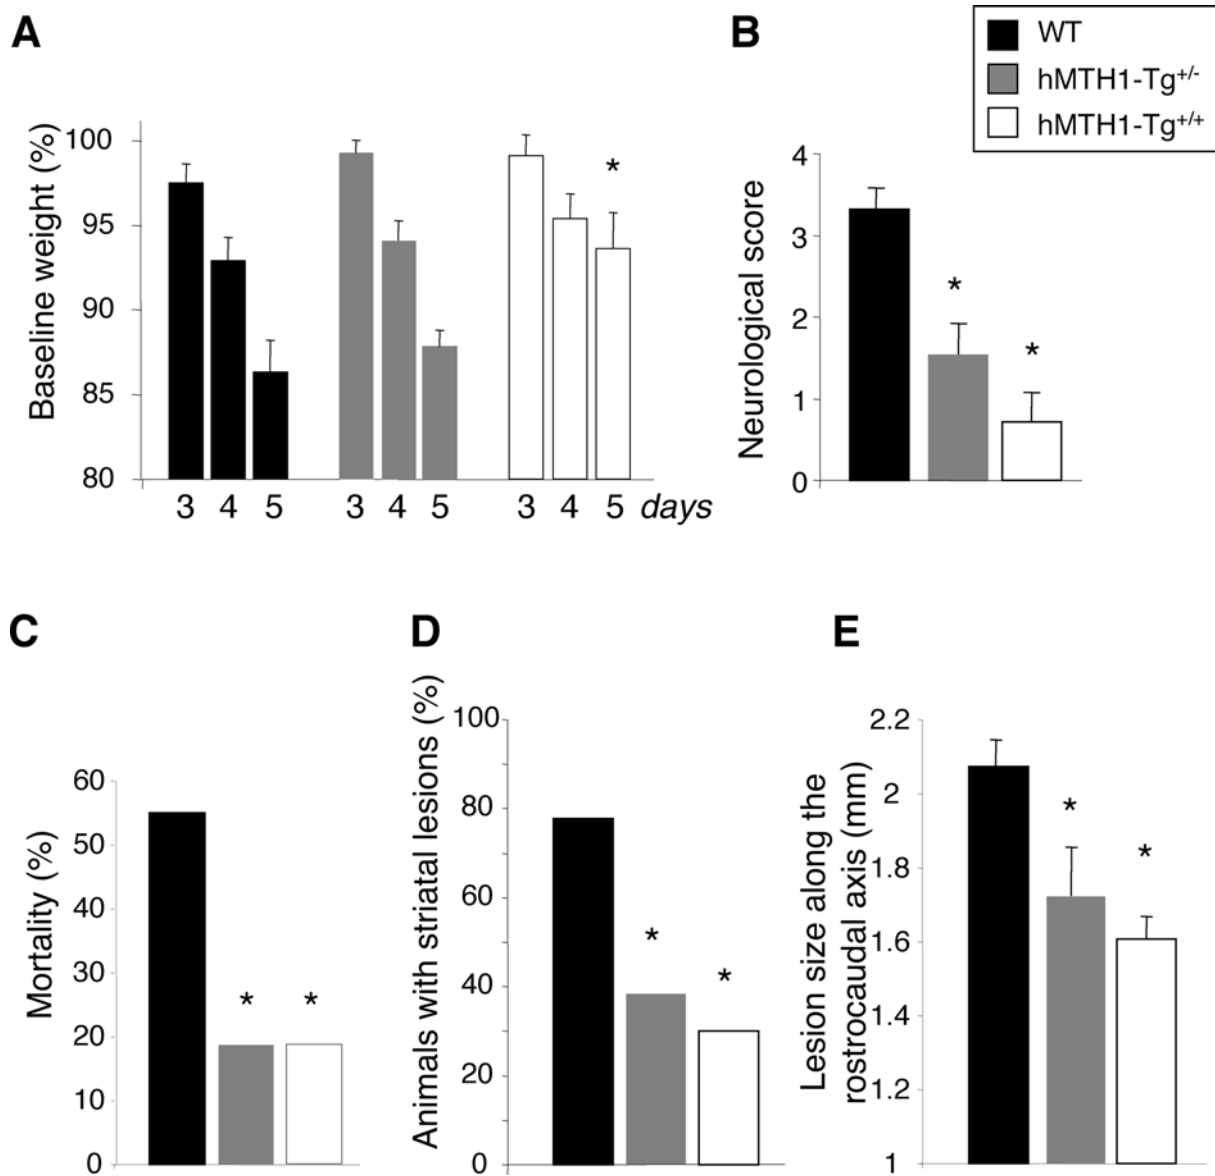 A
B
WT
hMTH1-Tg+/-
hMTH1-Tg+/+
Baseline weight (%)
100
95
90
85
80
3 4 5 3 4 5 3 4 5 days
*
Neurological score
4
3
2
1
0
*
*
C
D
E
Mortality (%)
60
50
40
30
20
10
0
*
*
Animals with striatal lesions (%)
100
80
60
40
20
0
*
*
Lesion size along the
rostrocaudal axis (mm)
2.2
2
1.8
1.6
1.4
1.2
1
*
*